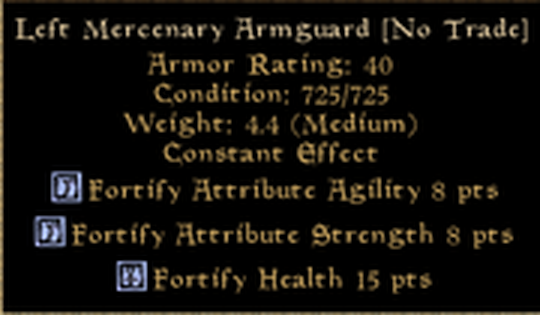 Left Mercenary Armguard [No Trade]
Armor Rating: 40
Condition: 725/725
Weight: 4.4 (Medium)
Constant Effect
Fortify Attribute Agility 8 pts
Fortify Attribute Strength 8 pts
Fortify Health 15 pts